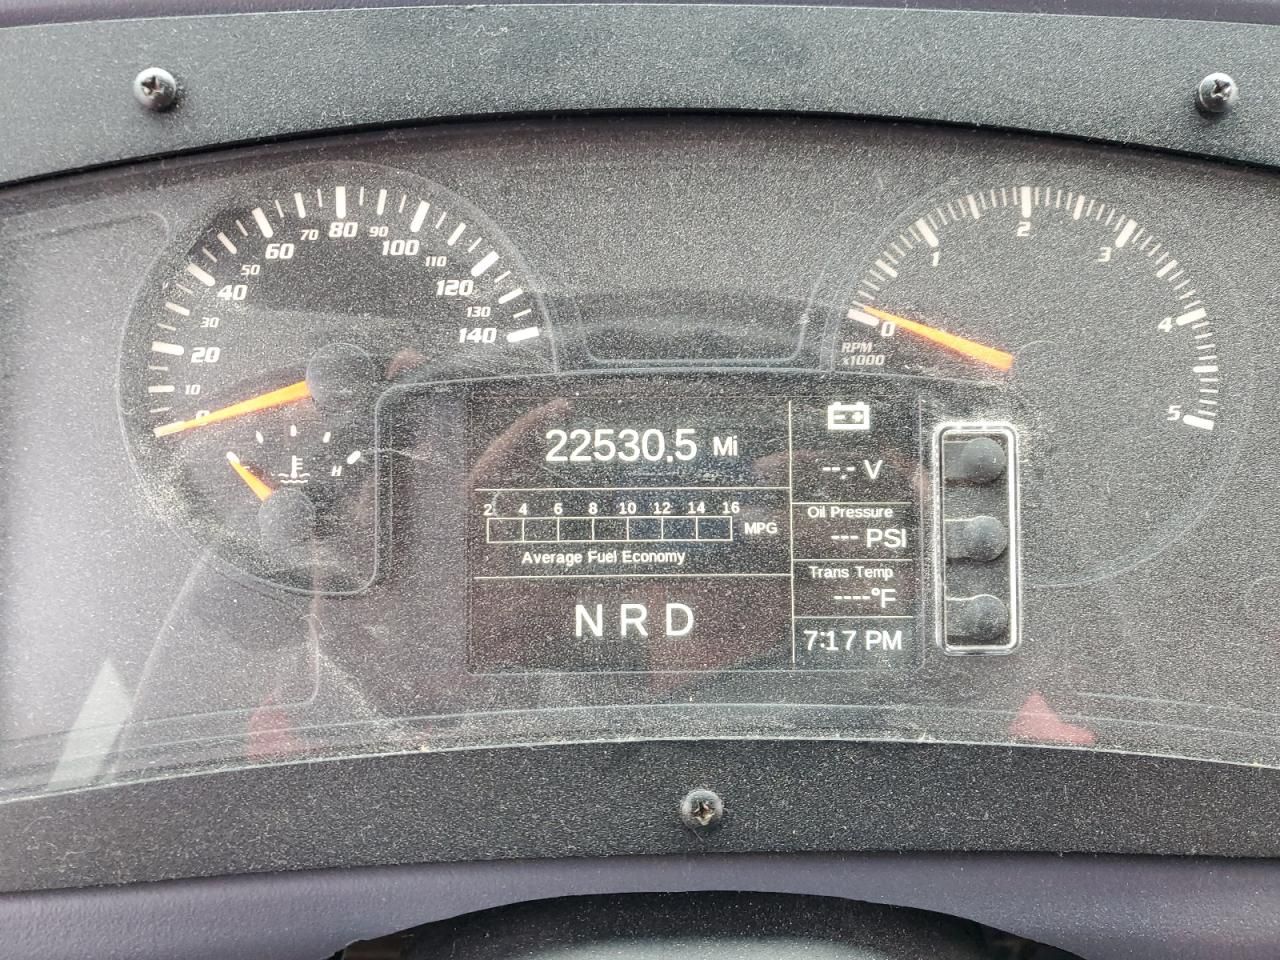 0 10 20 30 40 50 60 70 80 90 100 110 120 130 140
H
0 1 2 3 4 5
RPM
x1000
22530.5 Mi
2 4 6 8 10 12 14 16
MPG
Average Fuel Economy
N R D
--.- V
Oil Pressure
--- PSI
Trans Temp
----°F
7:17 PM